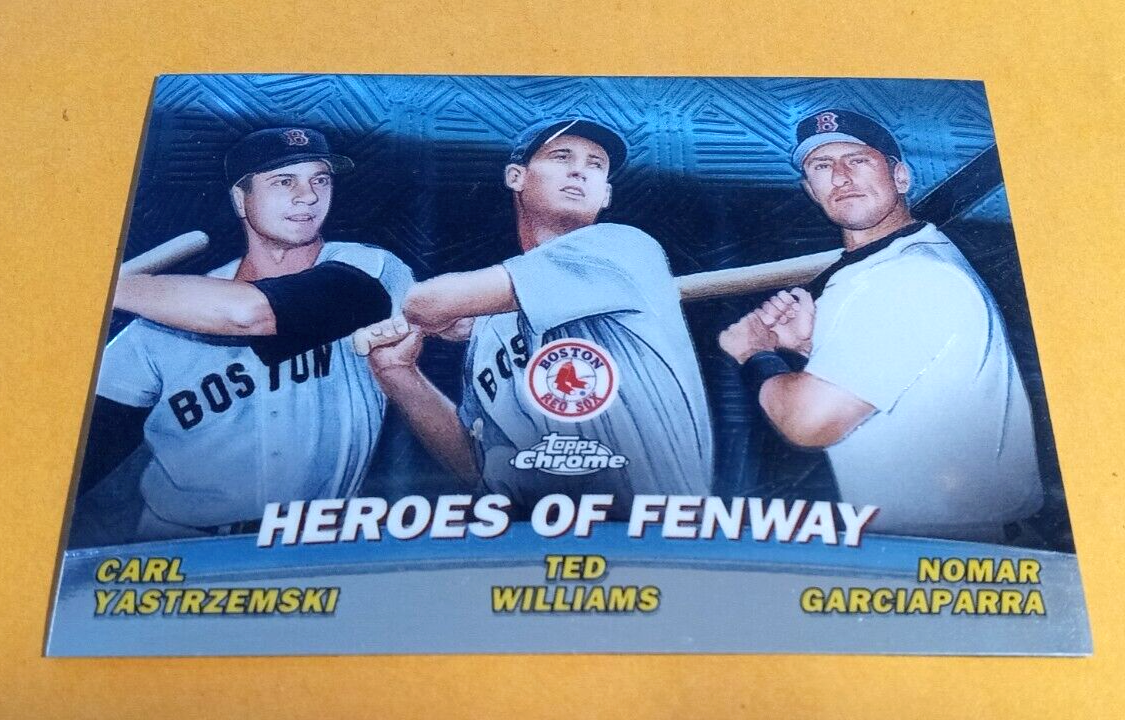 B
B
BOSTON
BOS
BOSTON
RED SOX
topps
Chrome
HEROES OF FENWAY
CARL
YASTRZEMSKI
TED
WILLIAMS
NOMAR
GARCIAPARRA